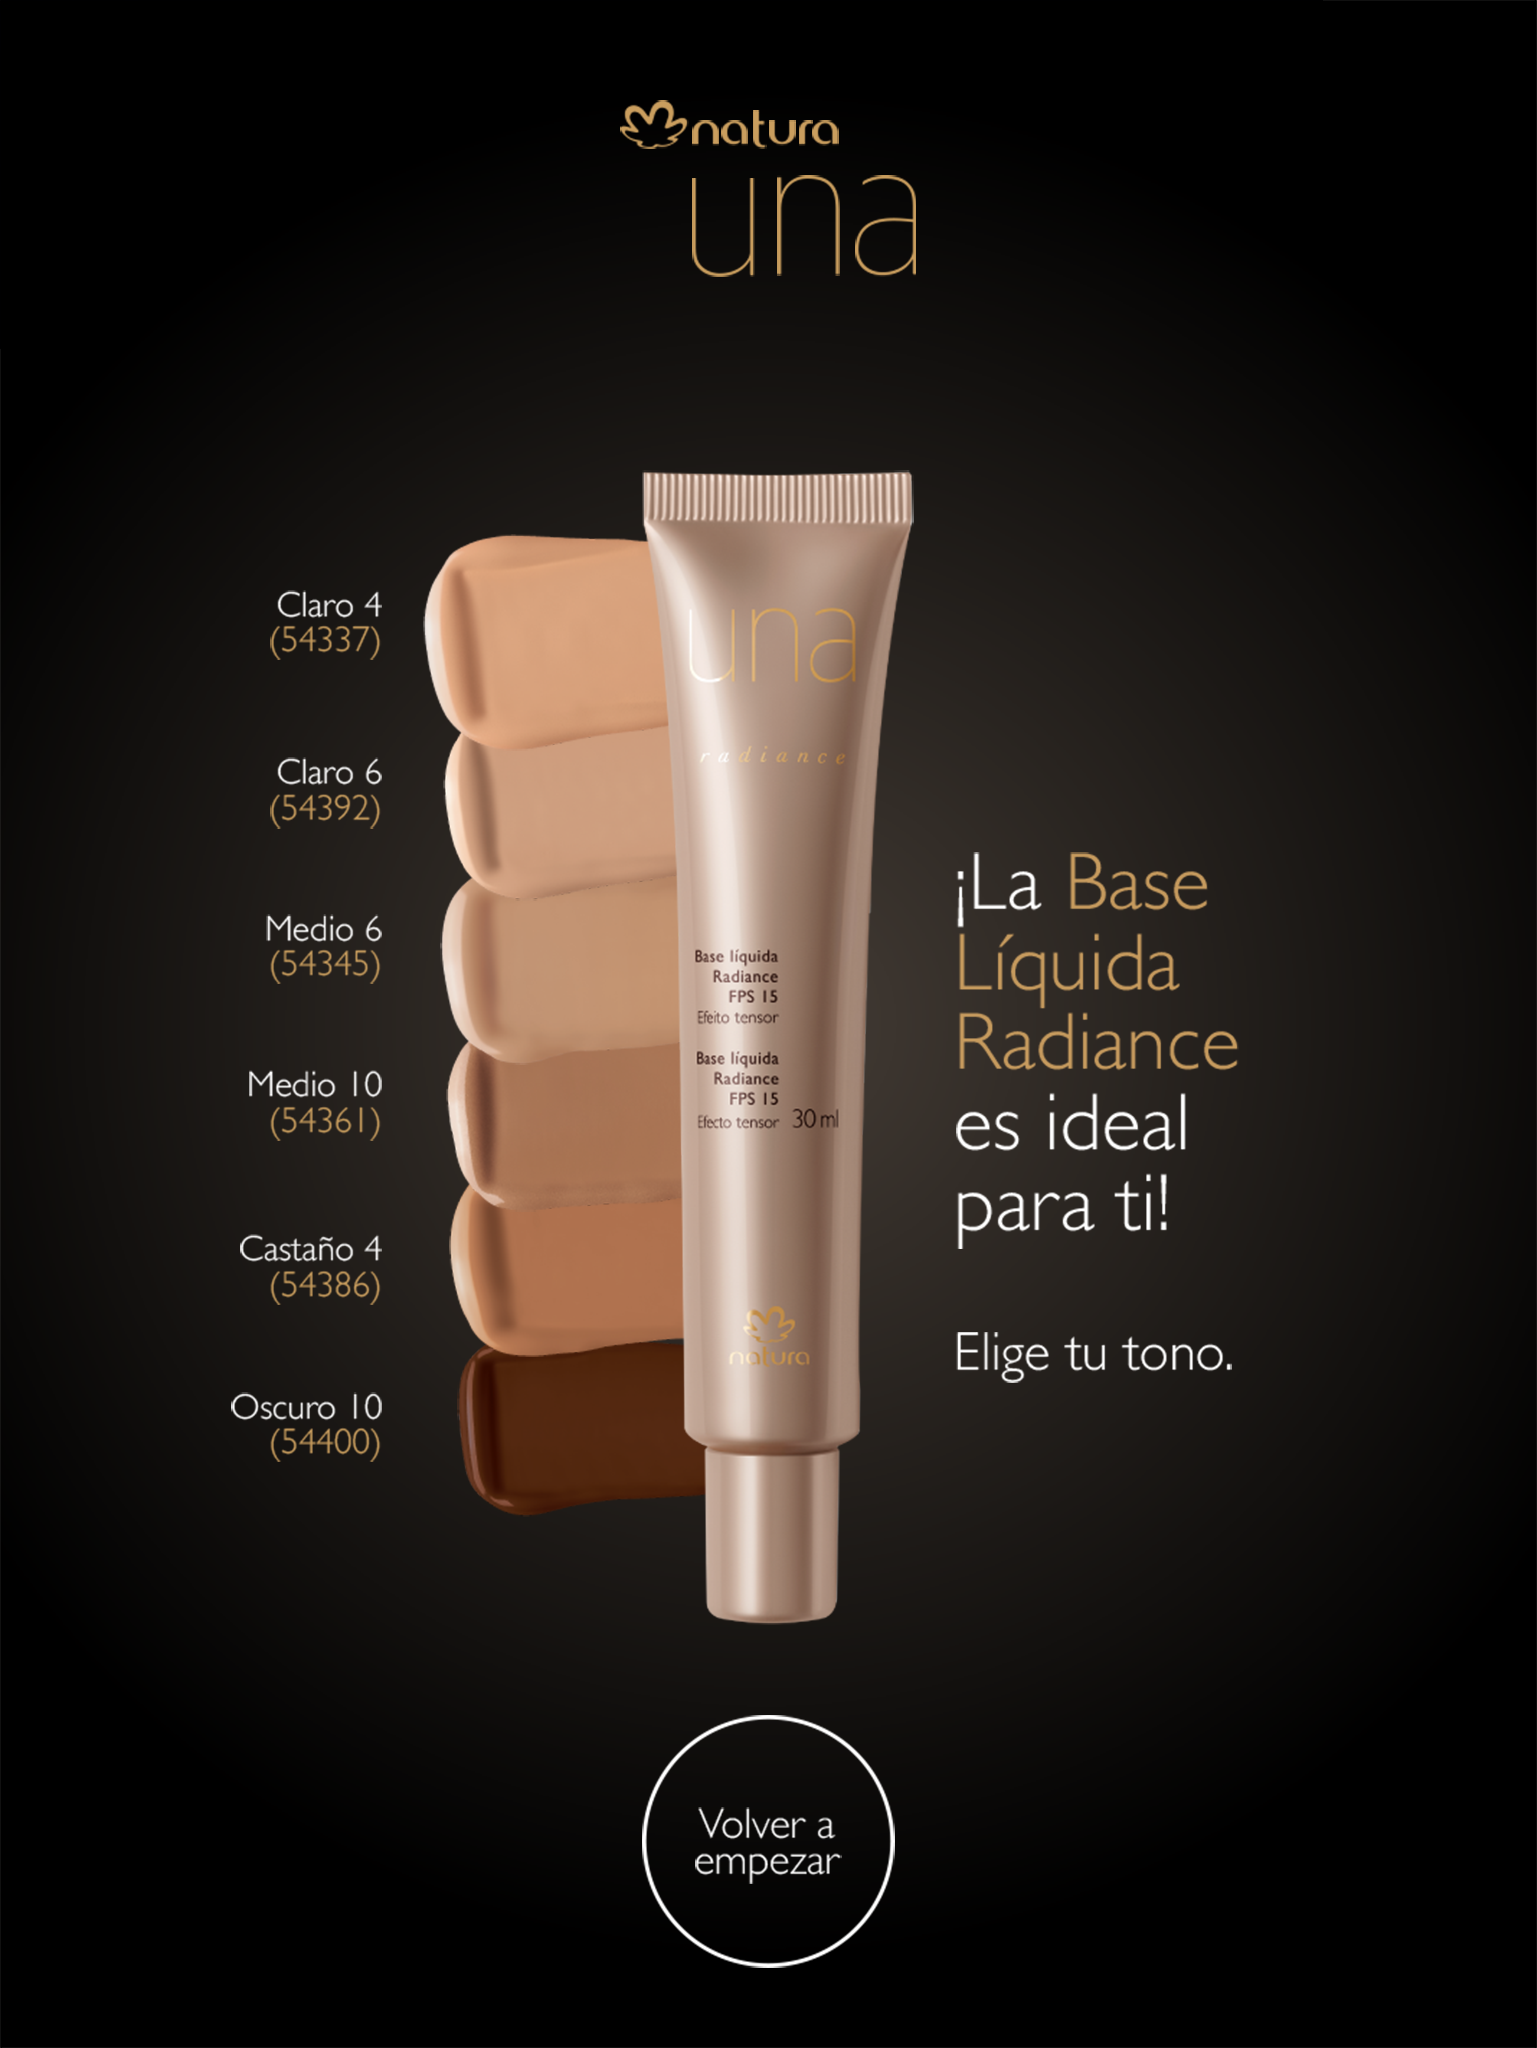 natura
una
Claro 4
(54337)
Claro 6
(54392)
Medio 6
(54345)
Medio 10
(54361)
Castaño 4
(54386)
Oscuro 10
(54400)
una
radiance
Base líquida
Radiance
FPS 15
Efeito tensor
Base líquida
Radiance
FPS 15
Efecto tensor 30 ml
natura
¡La Base
Líquida
Radiance
es ideal
para ti!
Elige tu tono.
Volver a
empezar